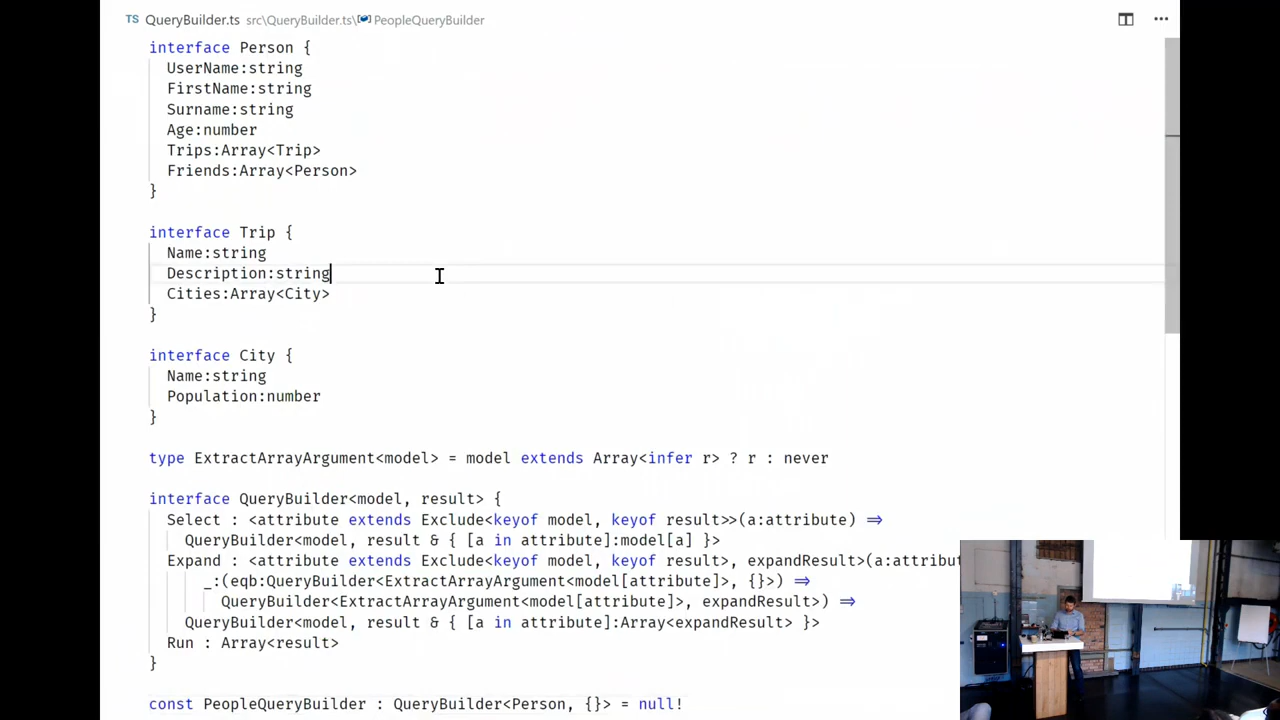 TS QueryBuilder.ts src\QueryBuilder.ts\ PeopleQueryBuilder
interface Person {
UserName:string
FirstName:string
Surname:string
Age:number
Trips:Array<Trip>
Friends:Array<Person>
}
interface Trip {
Name:string
Description:string
Cities:Array<City>
}
interface City {
Name:string
Population:number
}
type ExtractArrayArgument<model> = model extends Array<infer r> ? r : never
interface QueryBuilder<model, result> {
Select : <attribute extends Exclude<keyof model, keyof result>>(a:attribute) ⇒
QueryBuilder<model, result & { [a in attribute]:model[a] }>
Expand : <attribute extends Exclude<keyof model, keyof result>, expandResult>(a:attribut
_:(eqb:QueryBuilder<ExtractArrayArgument<model[attribute]>, {}>) ⇒
QueryBuilder<ExtractArrayArgument<model[attribute]>, expandResult>) ⇒
QueryBuilder<model, result & { [a in attribute]:Array<expandResult> }>
Run : Array<result>
}
const PeopleQueryBuilder : QueryBuilder<Person, {}> = null!